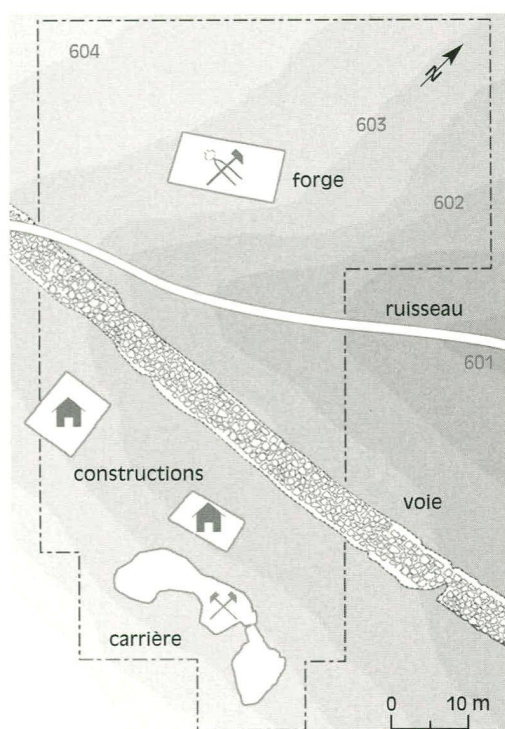 604
N
603
forge
602
ruisseau
601
constructions
voie
carrière
0 10 m